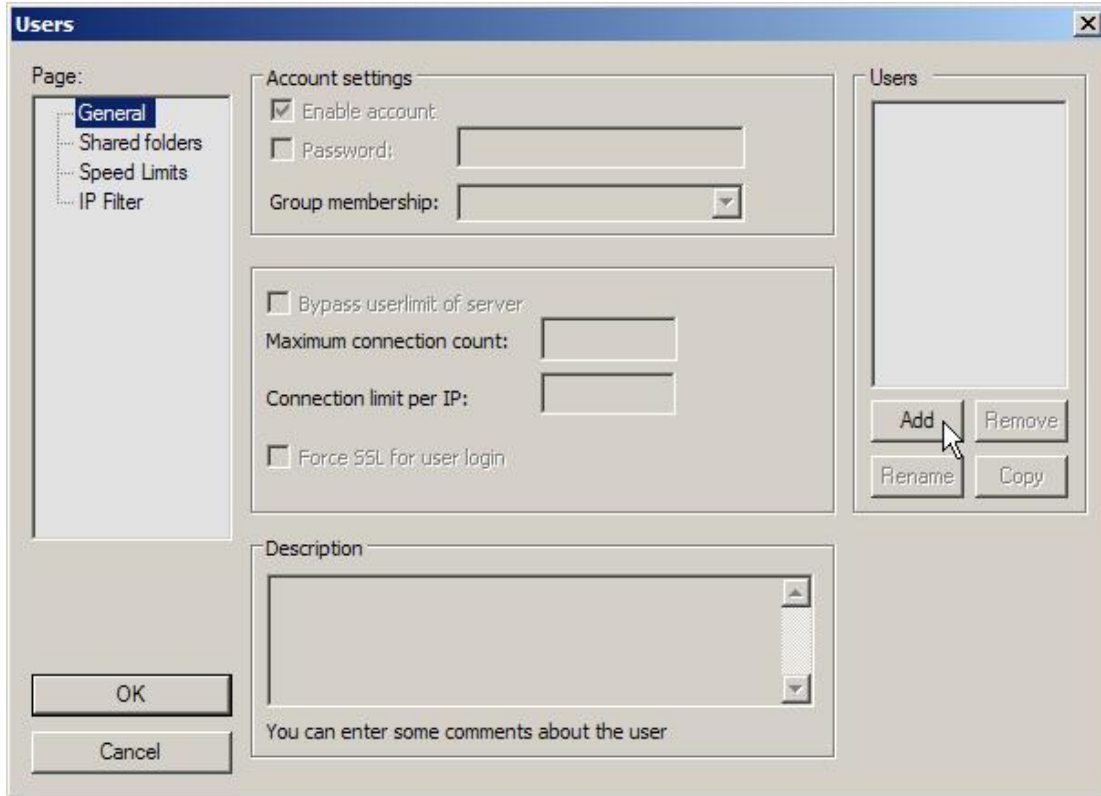 Users
Page:
General
Shared folders
Speed Limits
IP Filter
Account settings
Enable account
Password:
Group membership:
Bypass userlimit of server
Maximum connection count:
Connection limit per IP:
Force SSL for user login
Description
You can enter some comments about the user
Users
Add Remove
Rename Copy
OK
Cancel